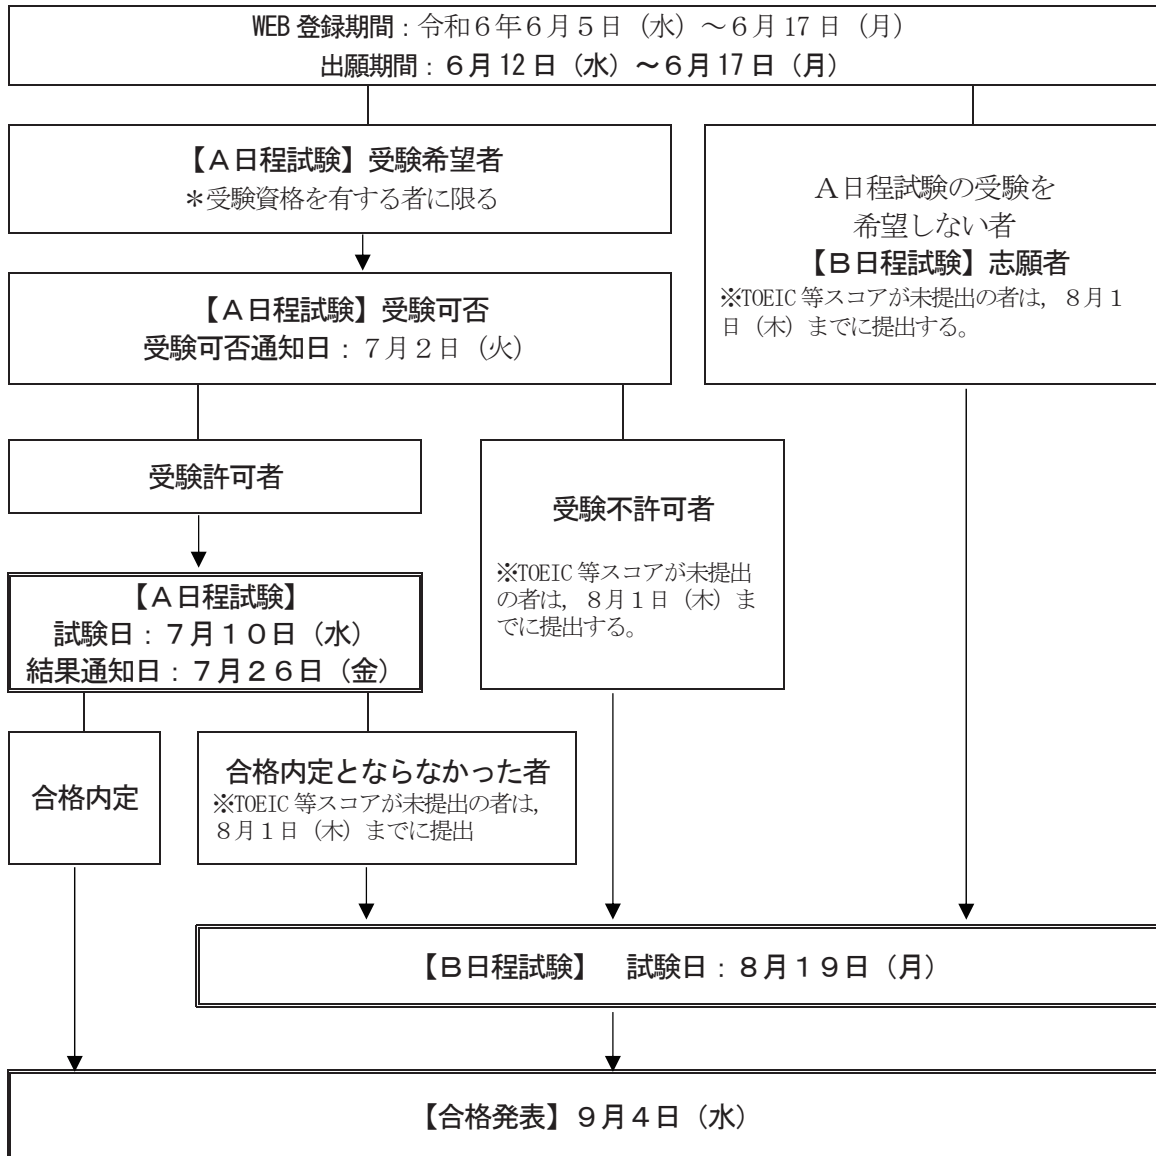 WEB 登録期間：令和６年６月５日（水）～６月 17 日（月）
出願期間：６月 12 日（水）～６月 17 日（月）
【Ａ日程試験】受験希望者
＊受験資格を有する者に限る
Ａ日程試験の受験を
希望しない者
【Ｂ日程試験】志願者
※TOEIC 等スコアが未提出の者は，８月１
日（木）までに提出する。
【Ａ日程試験】受験可否
受験可否通知日：７月２日（火）
受験許可者
受験不許可者
※TOEIC 等スコアが未提出
の者は，８月１日（木）ま
でに提出する。
【Ａ日程試験】
試験日：７月１０日（水）
結果通知日：７月２６日（金）
合格内定
合格内定とならなかった者
※TOEIC 等スコアが未提出の者は，
８月１日（木）までに提出
【Ｂ日程試験】　試験日：８月１９日（月）
【合格発表】９月４日（水）